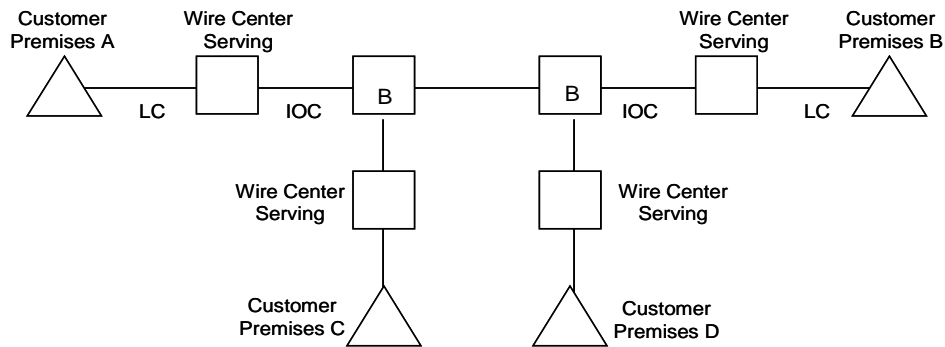 Customer
Premises A
Wire Center
Serving
Wire Center
Serving
Customer
Premises B
B
B
LC
IOC
IOC
LC
Wire Center
Serving
Wire Center
Serving
Customer
Premises C
Customer
Premises D